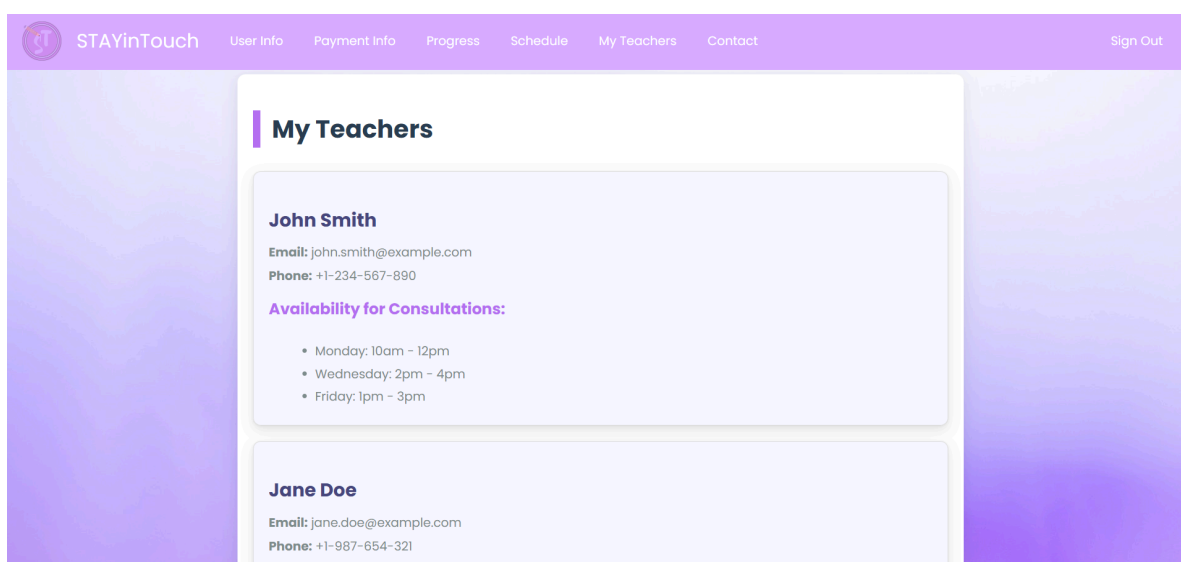 STAYinTouch User Info Payment Info Progress Schedule My Teachers Contact Sign Out
My Teachers
John Smith
Email: john.smith@example.com
Phone: +1-234-567-890
Availability for Consultations:
• Monday: 10am - 12pm
• Wednesday: 2pm - 4pm
• Friday: 1pm - 3pm
Jane Doe
Email: jane.doe@example.com
Phone: +1-987-654-321